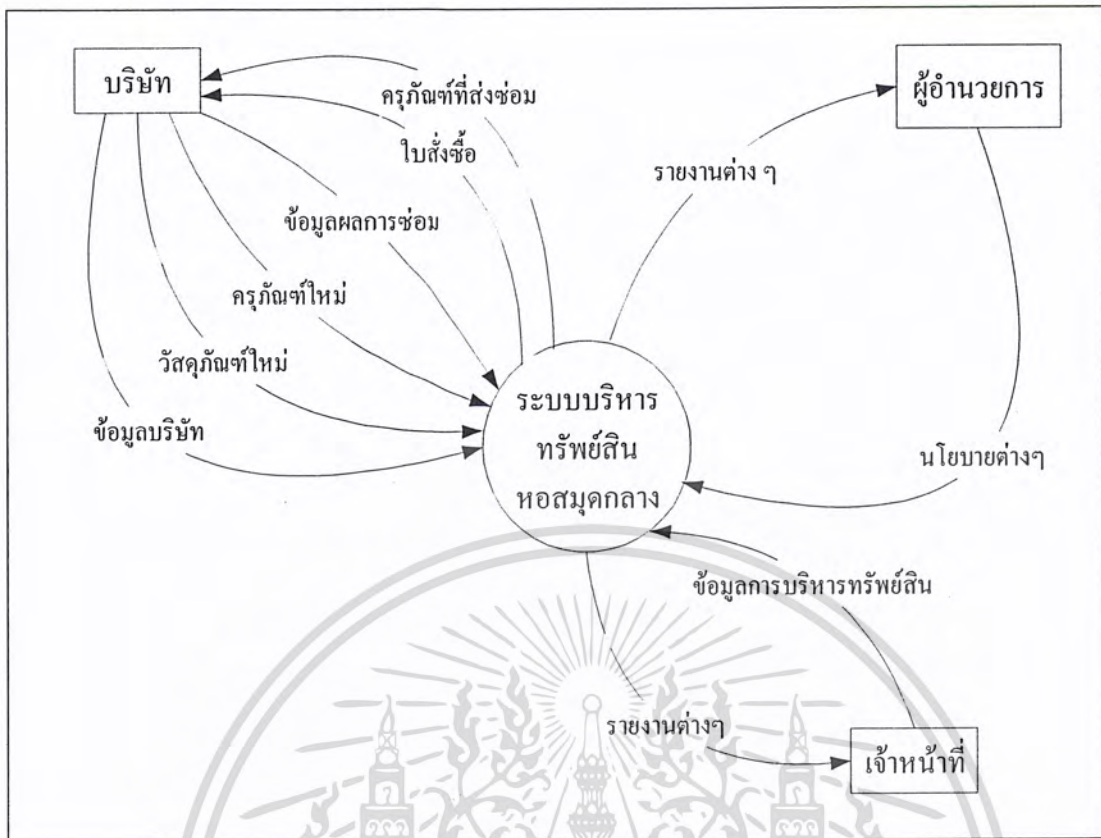 บริษัท
ผู้อำนวยการ
ครุภัณฑ์ที่ส่งซ่อม
ใบสั่งซื้อ
รายงานต่าง ๆ
ข้อมูลผลการซ่อม
ครุภัณฑ์ใหม่
วัสดุภัณฑ์ใหม่
ข้อมูลบริษัท
ระบบบริหาร
ทรัพย์สิน
หอสมุดกลาง
นโยบายต่างๆ
ข้อมูลการบริหารทรัพย์สิน
รายงานต่างๆ
เจ้าหน้าที่